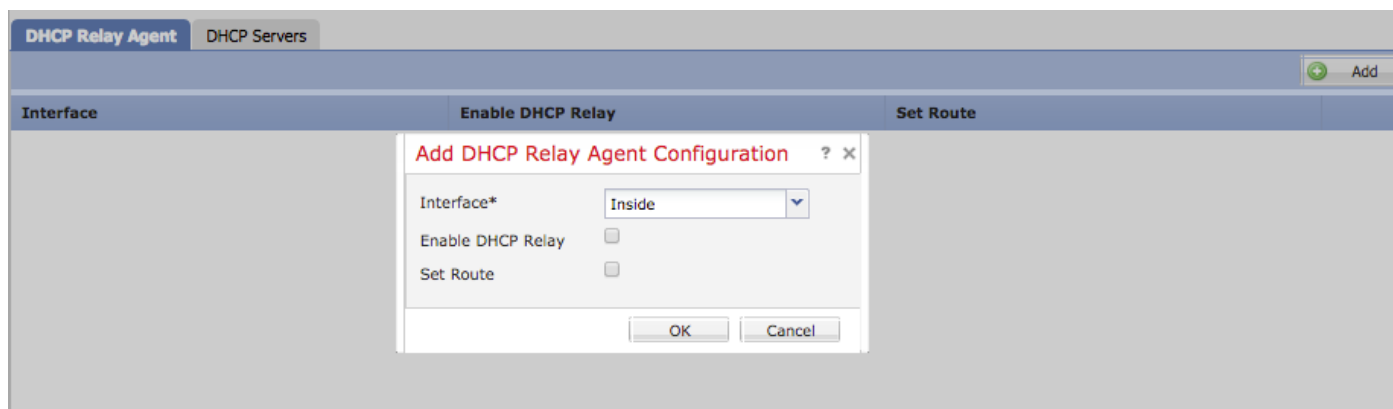 DHCP Relay Agent DHCP Servers
Add
Interface Enable DHCP Relay Set Route
Add DHCP Relay Agent Configuration ? ×
Interface* Inside
Enable DHCP Relay
Set Route
OK Cancel